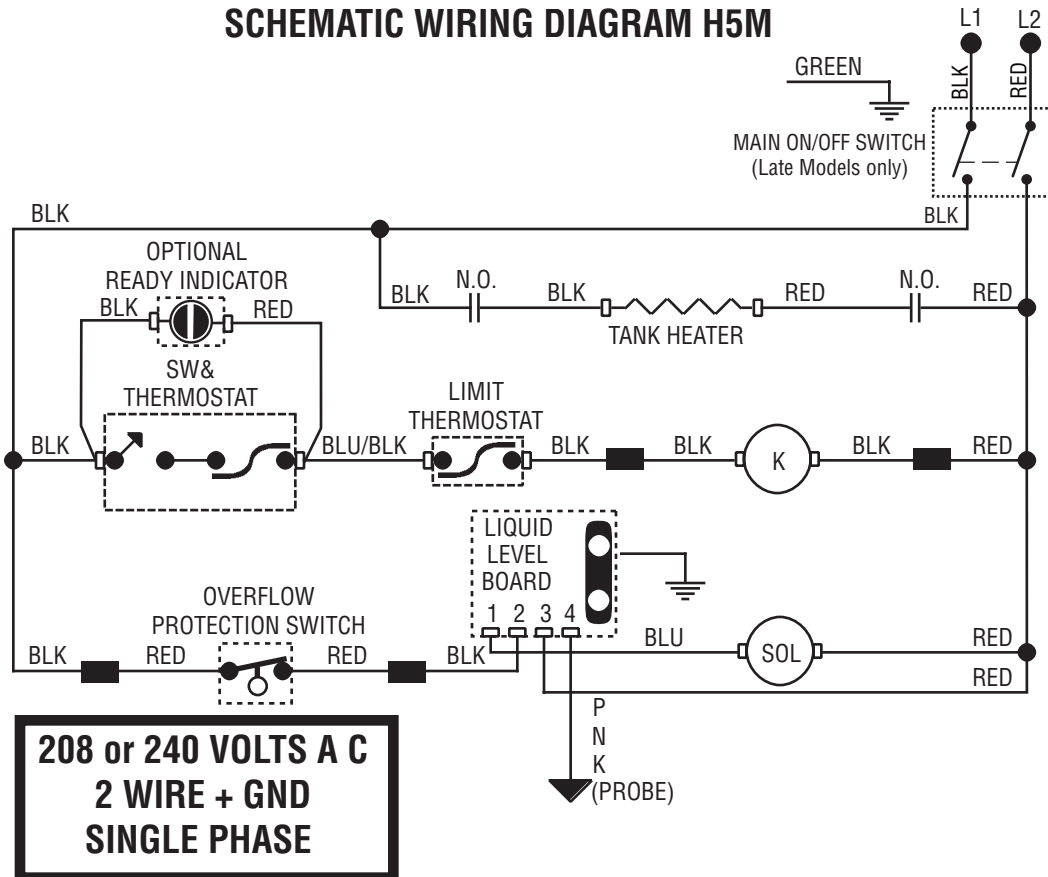 SCHEMATIC WIRING DIAGRAM H5M
L1
L2
GREEN
BLK
RED
MAIN ON/OFF SWITCH
(Late Models only)
BLK
BLK
OPTIONAL
READY INDICATOR
BLK
RED
BLK
N.O.
BLK
RED
N.O.
RED
TANK HEATER
SW&
THERMOSTAT
LIMIT
THERMOSTAT
BLK
BLU/BLK
BLK
BLK
K
BLK
RED
LIQUID
LEVEL
BOARD
1 2 3 4
OVERFLOW
PROTECTION SWITCH
BLK
RED
RED
BLK
BLU
SOL
RED
RED
P
N
K
(PROBE)
208 or 240 VOLTS A C
2 WIRE + GND
SINGLE PHASE